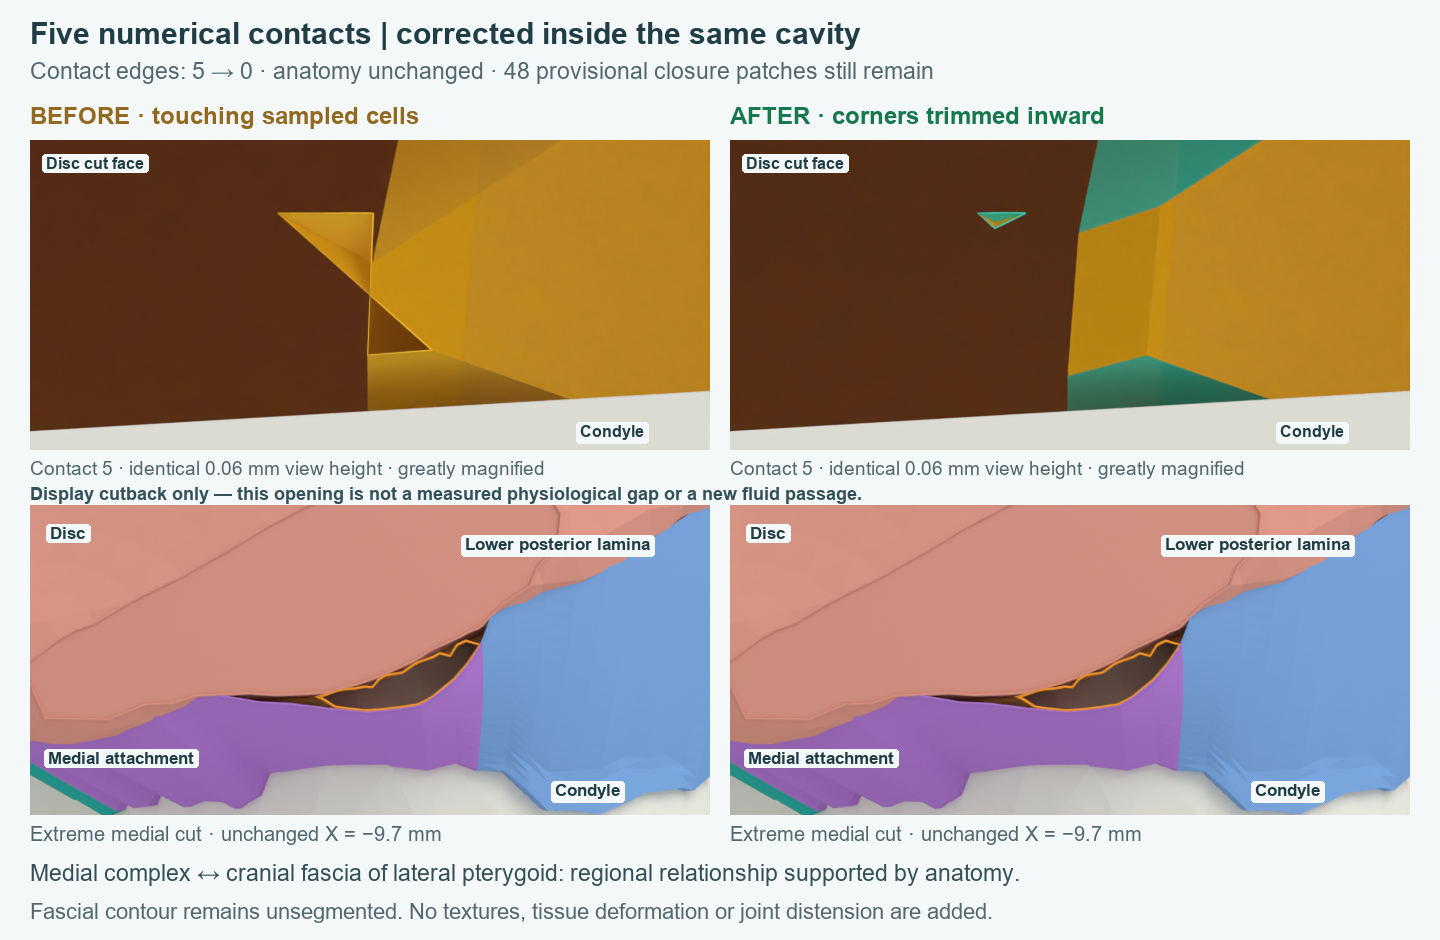 Five numerical contacts | corrected inside the same cavity
Contact edges: 5 → 0 · anatomy unchanged · 48 provisional closure patches still remain
BEFORE · touching sampled cells
AFTER · corners trimmed inward
Disc cut face
Condyle
Disc cut face
Condyle
Contact 5 · identical 0.06 mm view height · greatly magnified
Contact 5 · identical 0.06 mm view height · greatly magnified
Display cutback only — this opening is not a measured physiological gap or a new fluid passage.
Disc
Lower posterior lamina
Medial attachment
Condyle
Disc
Lower posterior lamina
Medial attachment
Condyle
Extreme medial cut · unchanged X = −9.7 mm
Extreme medial cut · unchanged X = −9.7 mm
Medial complex ↔ cranial fascia of lateral pterygoid: regional relationship supported by anatomy.
Fascial contour remains unsegmented. No textures, tissue deformation or joint distension are added.